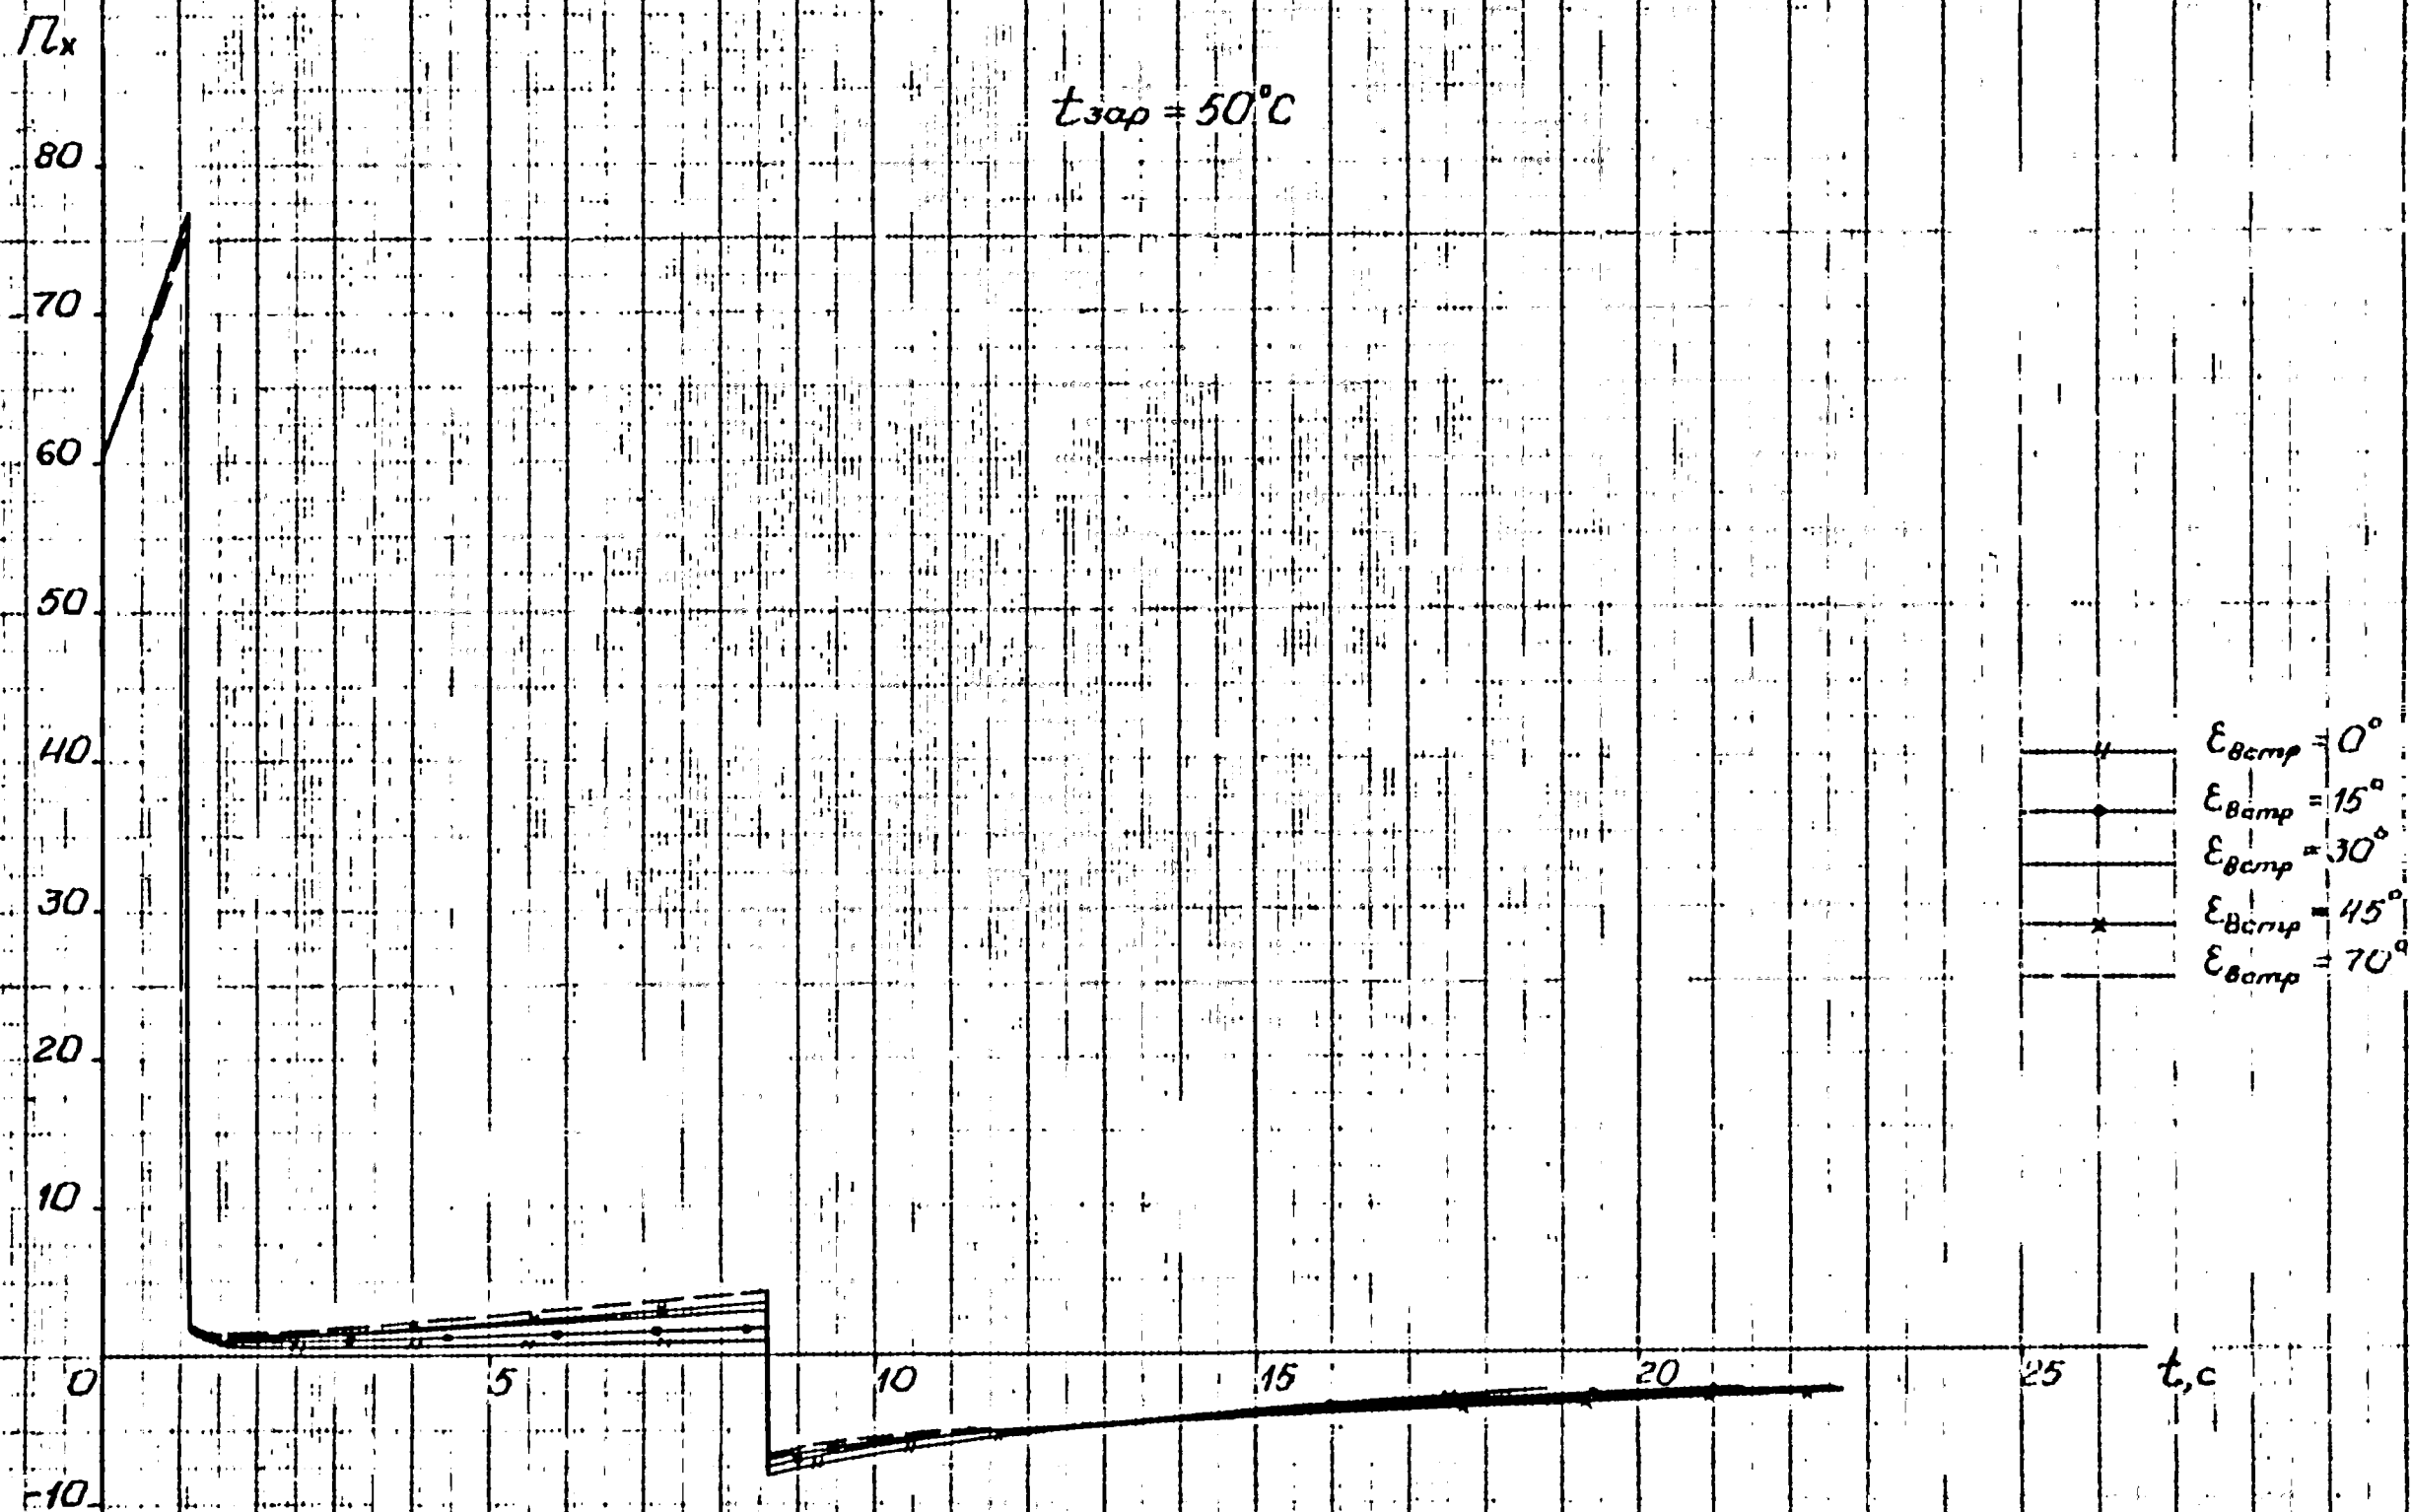 Пх
tзар = 50°C
80
70
60
50
40
30
20
10
0
-10
5
10
15
20
25
t,c
εвстр = 0°
εвстр = 15°
εвстр = 30°
εвстр = 45°
εвстр = 70°